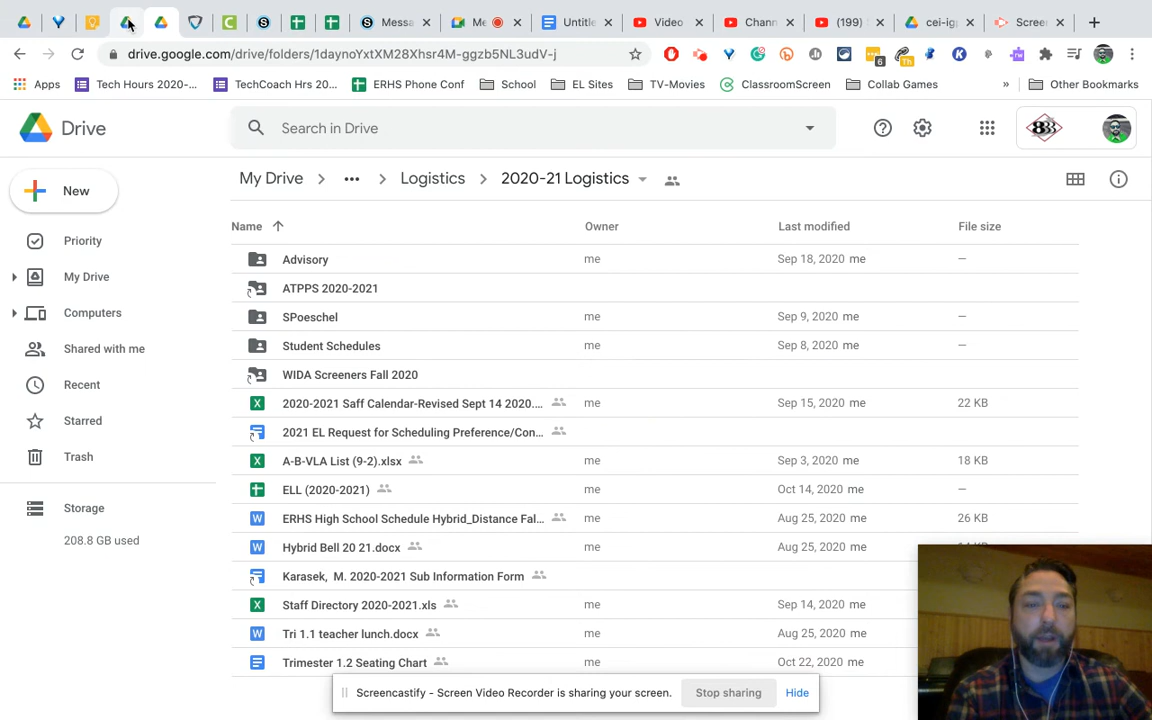 Messa
Me
Untitle
Video
Chann
(199)
cei-ig
Screen
drive.google.com/drive/folders/1daynoYxtXM28Xhsr4M-ggzb5NL3udV-j
6
Th
Apps
Tech Hours 2020-...
TechCoach Hrs 20...
ERHS Phone Conf
School
EL Sites
TV-Movies
ClassroomScreen
Collab Games
»
Other Bookmarks
Drive
Search in Drive
833
New
My Drive
Logistics
2020-21 Logistics
Name
Owner
Last modified
File size
Priority
My Drive
Computers
Shared with me
Recent
Starred
Trash
Storage
208.8 GB used
Advisory me Sep 18, 2020 me —
ATPPS 2020-2021
SPoeschel me Sep 9, 2020 me —
Student Schedules me Sep 8, 2020 me —
WIDA Screeners Fall 2020
2020-2021 Saff Calendar-Revised Sept 14 2020.... me Sep 15, 2020 me 22 KB
2021 EL Request for Scheduling Preference/Con...
A-B-VLA List (9-2).xlsx me Sep 3, 2020 me 18 KB
ELL (2020-2021) me Oct 14, 2020 me —
ERHS High School Schedule Hybrid_Distance Fal... me Aug 25, 2020 me 26 KB
Hybrid Bell 20 21.docx me Aug 25, 2020 me
Karasek, M. 2020-2021 Sub Information Form
Staff Directory 2020-2021.xls me Sep 14, 2020 me
Tri 1.1 teacher lunch.docx me Aug 25, 2020 me
Trimester 1.2 Seating Chart me Oct 22, 2020 me
Screencastify - Screen Video Recorder is sharing your screen.
Stop sharing
Hide